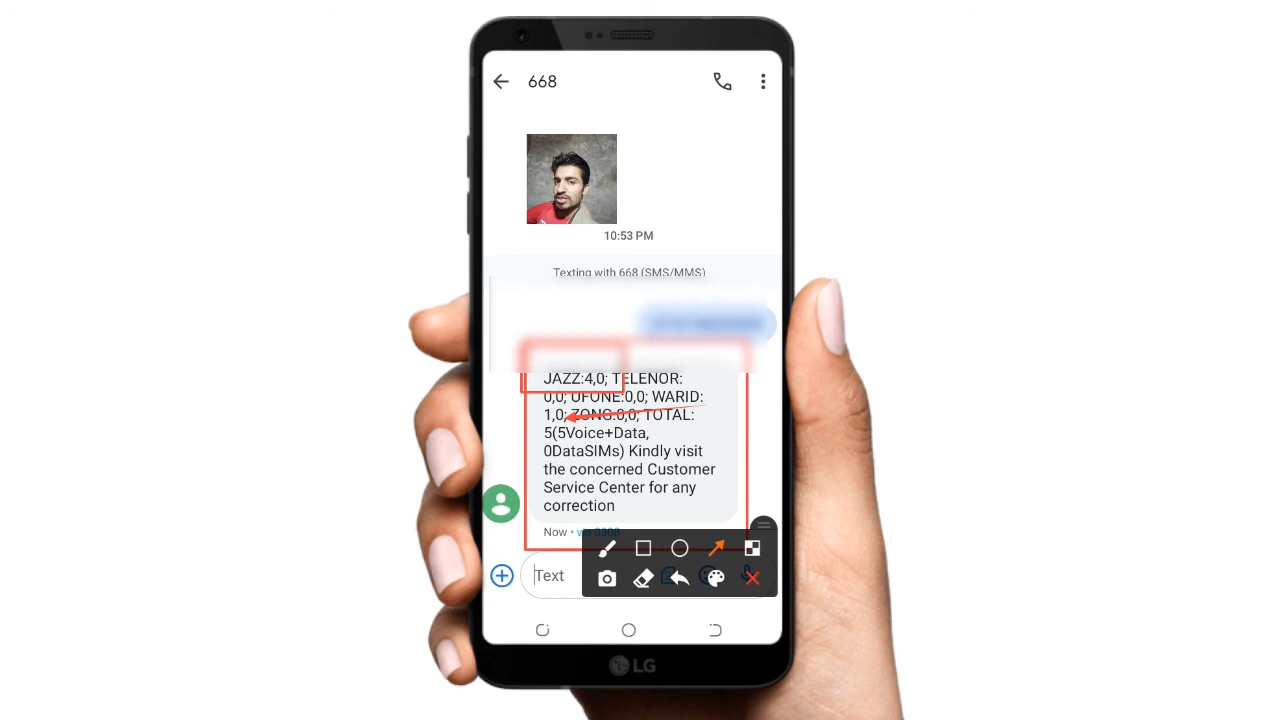 668
10:53 PM
Texting with 668 (SMS/MMS)
JAZZ:4,0; TELENOR:
0,0; UFONE:0,0; WARID:
1,0; ZONG:0,0; TOTAL:
5(5Voice+Data,
0DataSIMs) Kindly visit
the concerned Customer
Service Center for any
correction
Now • via 0308
Text
LG